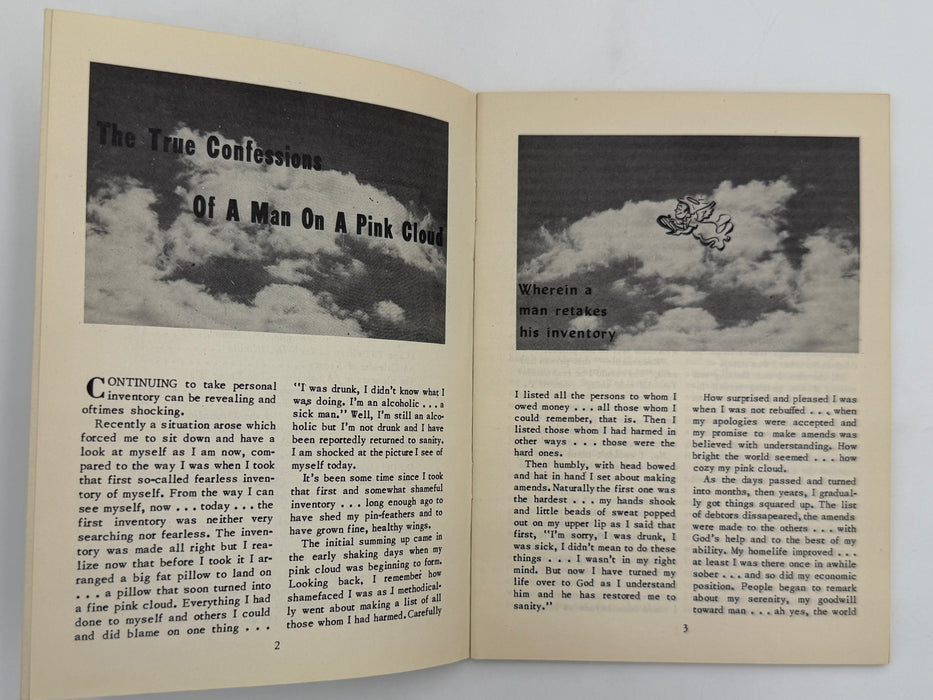 The True Confessions
Of A Man On A Pink Cloud
CONTINUING to take personal
inventory can be revealing and
oftimes shocking.
Recently a situation arose which
forced me to sit down and have a
look at myself as I am now, com-
pared to the way I was when I took
that first so-called fearless inven-
tory of myself. From the way I can
see myself, now . . . today . . . the
first inventory was neither very
searching nor fearless. The inven-
tory was made all right but I rea-
lize now that before I took it I ar-
ranged a big fat pillow to land on
. . . a pillow that soon turned into
a fine pink cloud. Everything I had
done to myself and others I could
and did blame on one thing . . .
"I was drunk, I didn't know what I
was doing. I'm an alcoholic . . . a
sick man." Well, I'm still an alco-
holic but I'm not drunk and I have
been reportedly returned to sanity.
I am shocked at the picture I see of
myself today.
It's been some time since I took
that first and somewhat shameful
inventory . . . long enough ago to
have shed my pin-feathers and to
have grown fine, healthy wings.
The initial summing up came in
the early shaking days when my
pink cloud was beginning to form.
Looking back, I remember how
shamefaced I was as I methodical-
ly went about making a list of all
those whom I had harmed. Carefully
2
Wherein a
man retakes
his inventory
I listed all the persons to whom I
owed money . . . all those whom I
could remember, that is. Then I
listed those whom I had harmed in
other ways . . . those were the
hard ones.
Then humbly, with head bowed
and hat in hand I set about making
amends. Naturally the first one was
the hardest . . . my hands shook
and little beads of sweat popped
out on my upper lip as I said that
first, "I'm sorry, I was drunk, I
was sick, I didn't mean to do these
things . . . I wasn't in my right
mind. But now I have turned my
life over to God as I understand
him and he has restored me to
sanity."
How surprised and pleased I was
when I was not rebuffed . . . when
my apologies were accepted and
my promise to make amends was
believed with understanding. How
bright the world seemed . . . how
cozy my pink cloud.
As the days passed and turned
into months, then years, I gradual-
ly got things squared up. The list
of debtors dissapeared, the amends
were made to the others . . . with
God's help and to the best of my
ability. My homelife improved . . .
at least I was there once in awhile
sober . . . and so did my economic
position. People began to remark
about my serenity, my goodwill
toward man . . . ah yes, the world
3